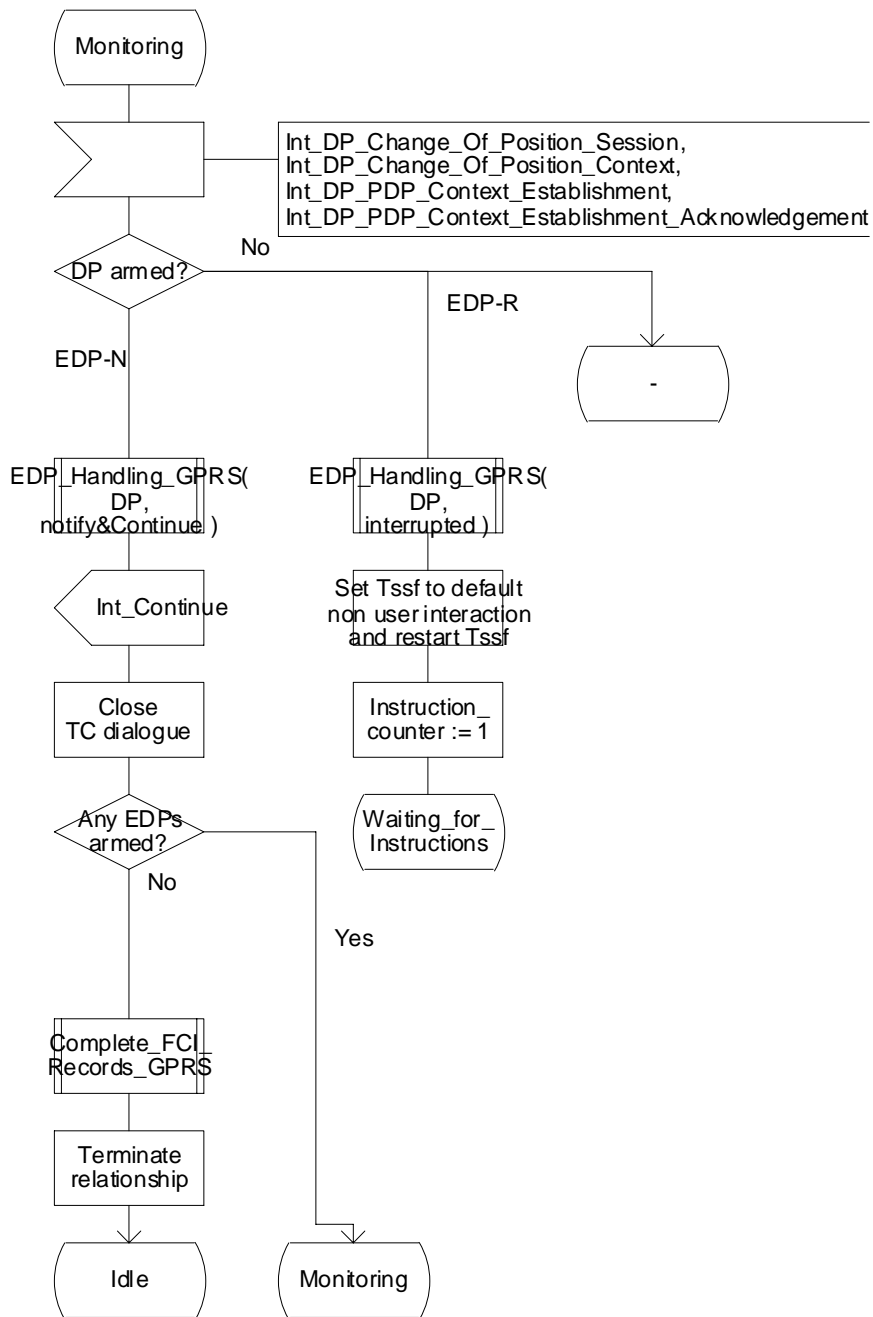 Monitoring
Int_DP_Change_Of_Position_Session,
Int_DP_Change_Of_Position_Context,
Int_DP_PDP_Context_Establishment,
Int_DP_PDP_Context_Establishment_Acknowledgement
No
DP armed?
EDP-R
EDP-N
-
EDP_Handling_GPRS(
DP,
notify&Continue )
EDP_Handling_GPRS(
DP,
interrupted )
Int_Continue
Set Tssf to default
non user interaction
and restart Tssf
Close
TC dialogue
Instruction_
counter := 1
Any EDPs
armed?
Waiting_for_
Instructions
No
Yes
Complete_FCI_
Records_GPRS
Terminate
relationship
Idle
Monitoring